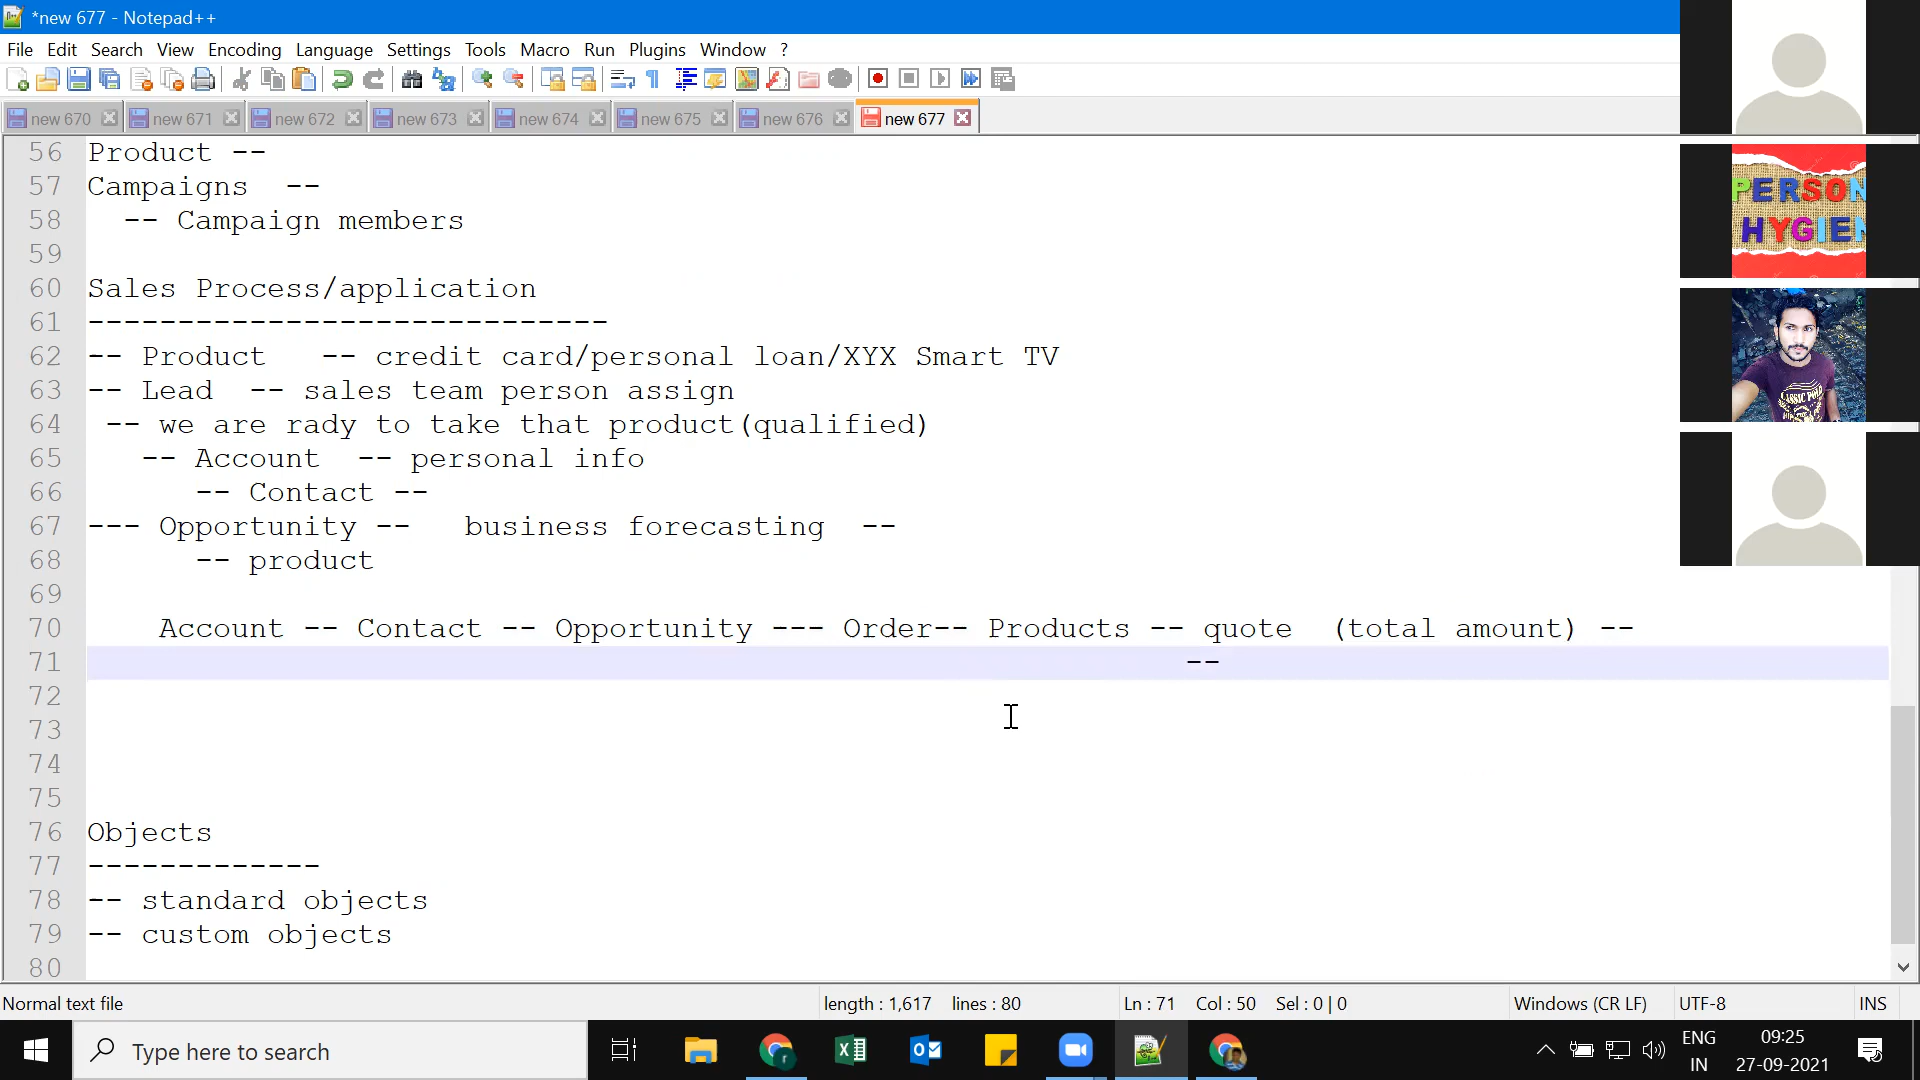 *new 677 - Notepad++
File Edit Search View Encoding Language Settings Tools Macro Run Plugins Window ?
new 670 new 671 new 672 new 673 new 674 new 675 new 676 new 677
56 Product --
57 Campaigns --
58 -- Campaign members
59
60 Sales Process/application
61 -----------------------------
62 -- Product -- credit card/personal loan/XYX Smart TV
63 -- Lead -- sales team person assign
64 -- we are rady to take that product(qualified)
65 -- Account -- personal info
66 -- Contact --
67 --- Opportunity -- business forecasting --
68 -- product
69
70 Account -- Contact -- Opportunity --- Order-- Products -- quote (total amount) --
71 --
72
73
74
75
76 Objects
77 -------------
78 -- standard objects
79 -- custom objects
80
PERSON
HYGIEN
CLASSIC POLO
Normal text file length : 1,617 lines : 80 Ln : 71 Col : 50 Sel : 0 | 0 Windows (CR LF) UTF-8 INS
Type here to search
ENG
IN
09:25
27-09-2021